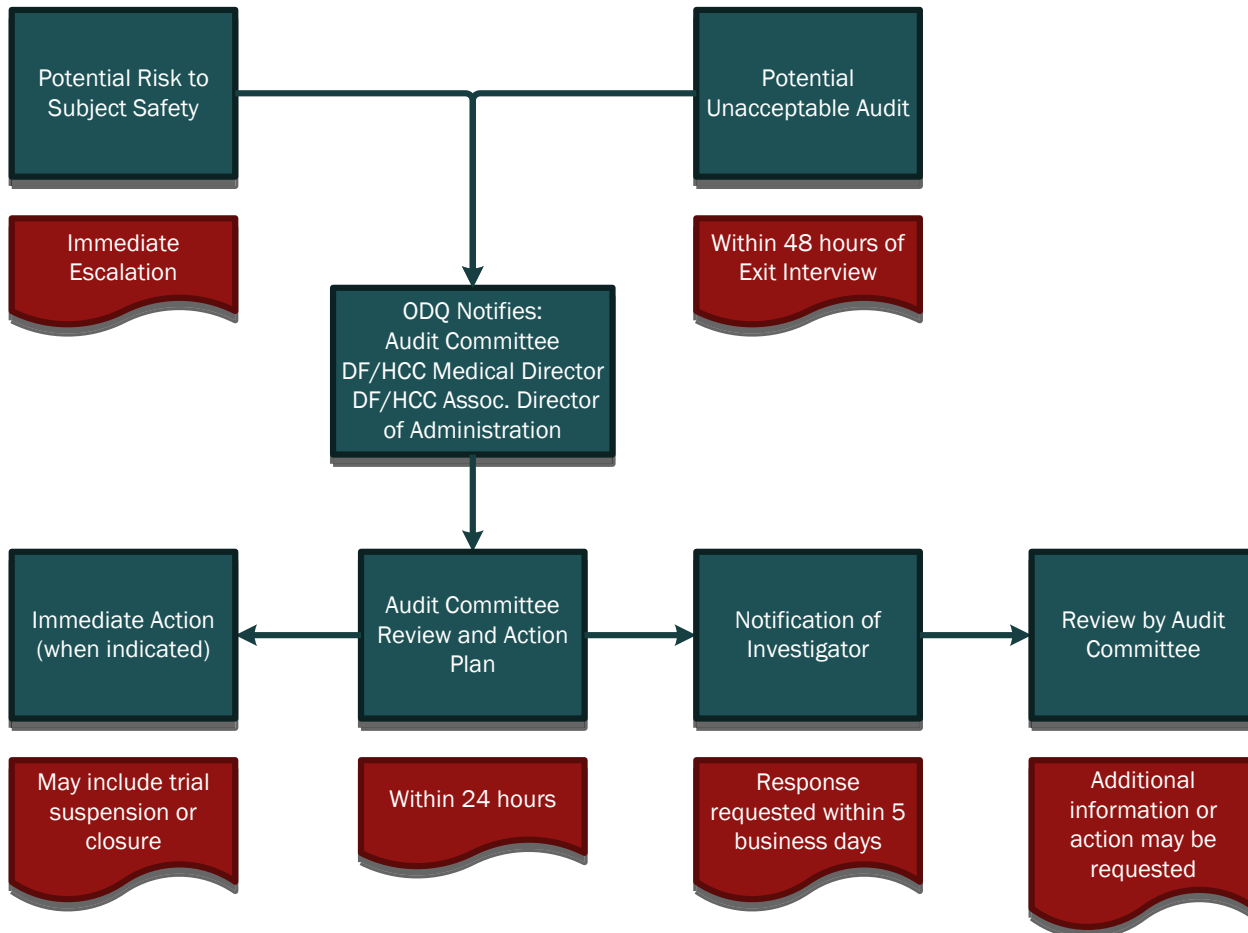 Potential Risk to
Subject Safety
Potential
Unacceptable Audit
Immediate
Escalation
Within 48 hours of
Exit Interview
ODQ Notifies:
Audit Committee
DF/HCC Medical Director
DF/HCC Assoc. Director
of Administration
Immediate Action
(when indicated)
Audit Committee
Review and Action
Plan
Notification of
Investigator
Review by Audit
Committee
May include trial
suspension or
closure
Within 24 hours
Response
requested within 5
business days
Additional
information or
action may be
requested